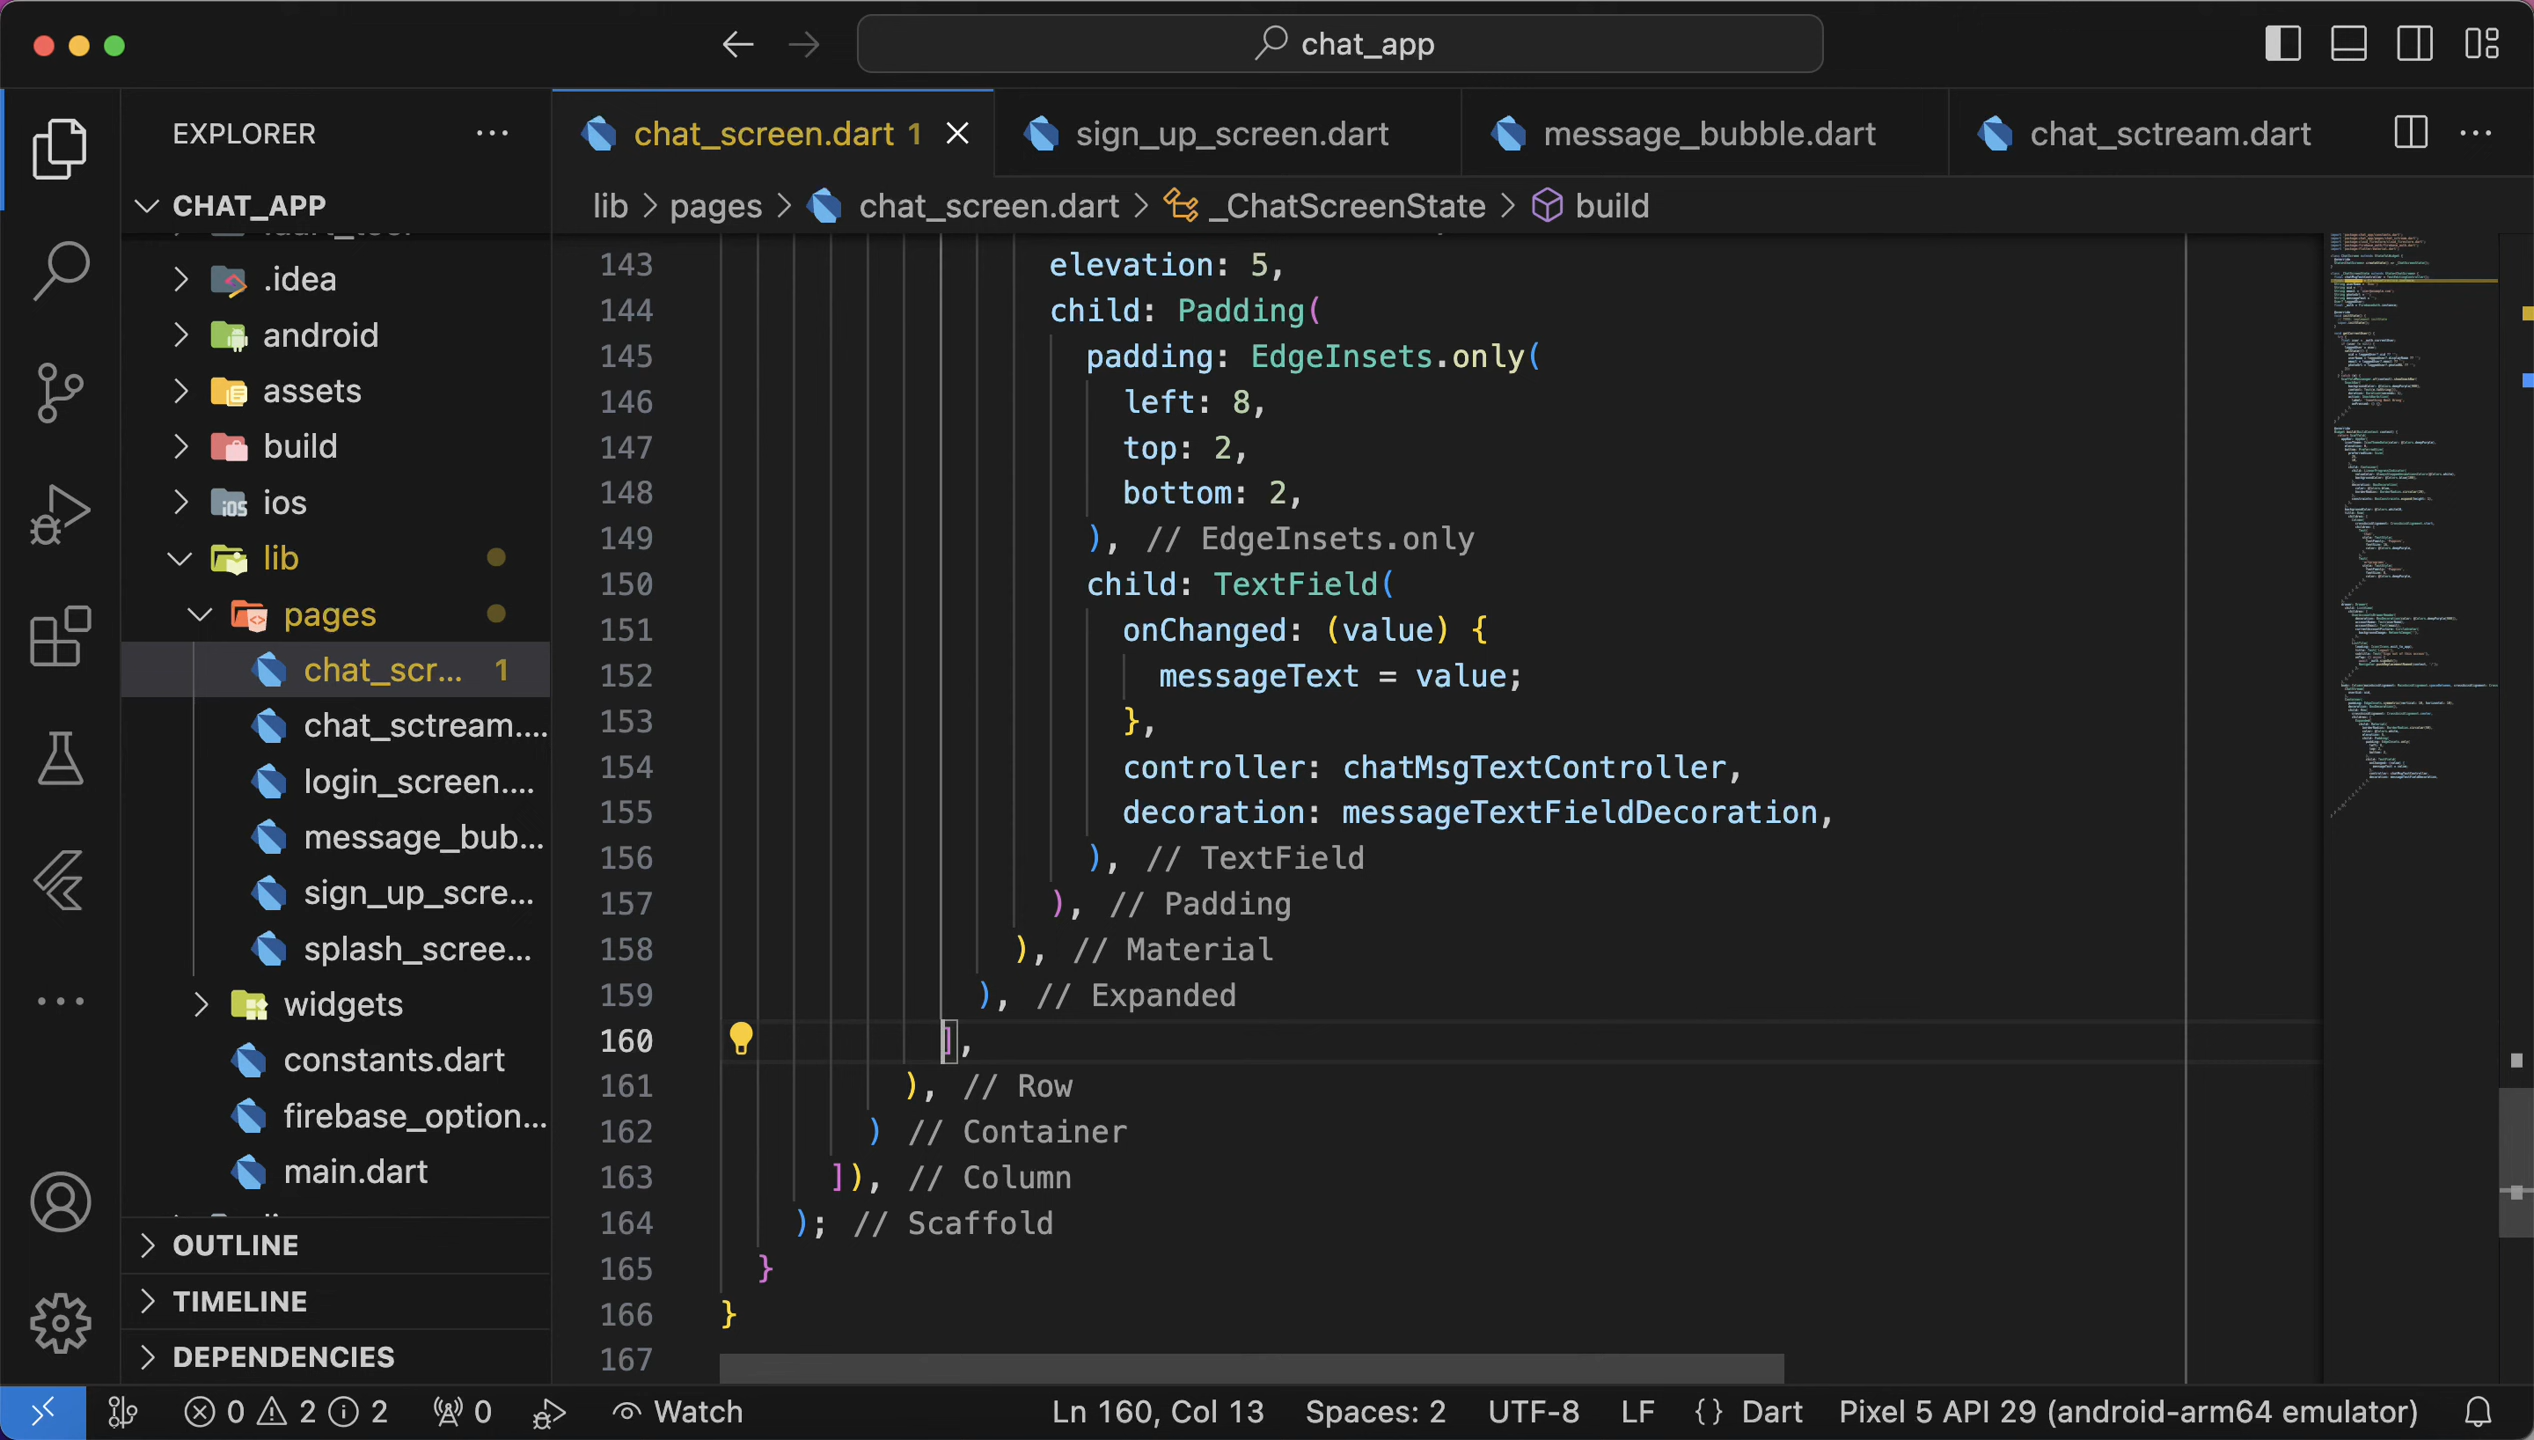 chat_app
EXPLORER
chat_screen.dart 1
sign_up_screen.dart
message_bubble.dart
chat_sctream.dart
CHAT_APP
lib > pages > chat_screen.dart > _ChatScreenState > build
.idea
android
assets
build
ios
lib
pages
chat_scr... 1
chat_sctream....
login_screen....
message_bub...
sign_up_scre...
splash_scree...
widgets
constants.dart
firebase_option...
main.dart
OUTLINE
TIMELINE
DEPENDENCIES
143 elevation: 5,
144 child: Padding(
145 padding: EdgeInsets.only(
146 left: 8,
147 top: 2,
148 bottom: 2,
149 ), // EdgeInsets.only
150 child: TextField(
151 onChanged: (value) {
152 messageText = value;
153 },
154 controller: chatMsgTextController,
155 decoration: messageTextFieldDecoration,
156 ), // TextField
157 ), // Padding
158 ), // Material
159 ), // Expanded
160 ],
161 ), // Row
162 ) // Container
163 ]), // Column
164 ); // Scaffold
165 }
166 }
167
0 2 2 0 Watch Ln 160, Col 13 Spaces: 2 UTF-8 LF {} Dart Pixel 5 API 29 (android-arm64 emulator)